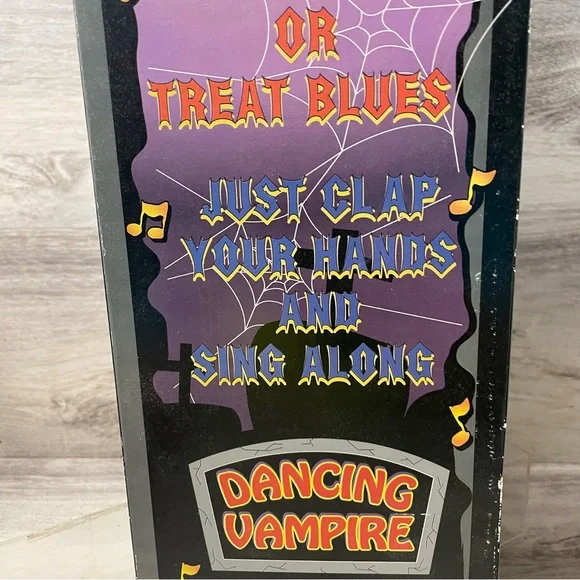 OR
TREAT BLUES
JUST CLAP
YOUR HANDS
AND
SING ALONG
DANCING
VAMPIRE